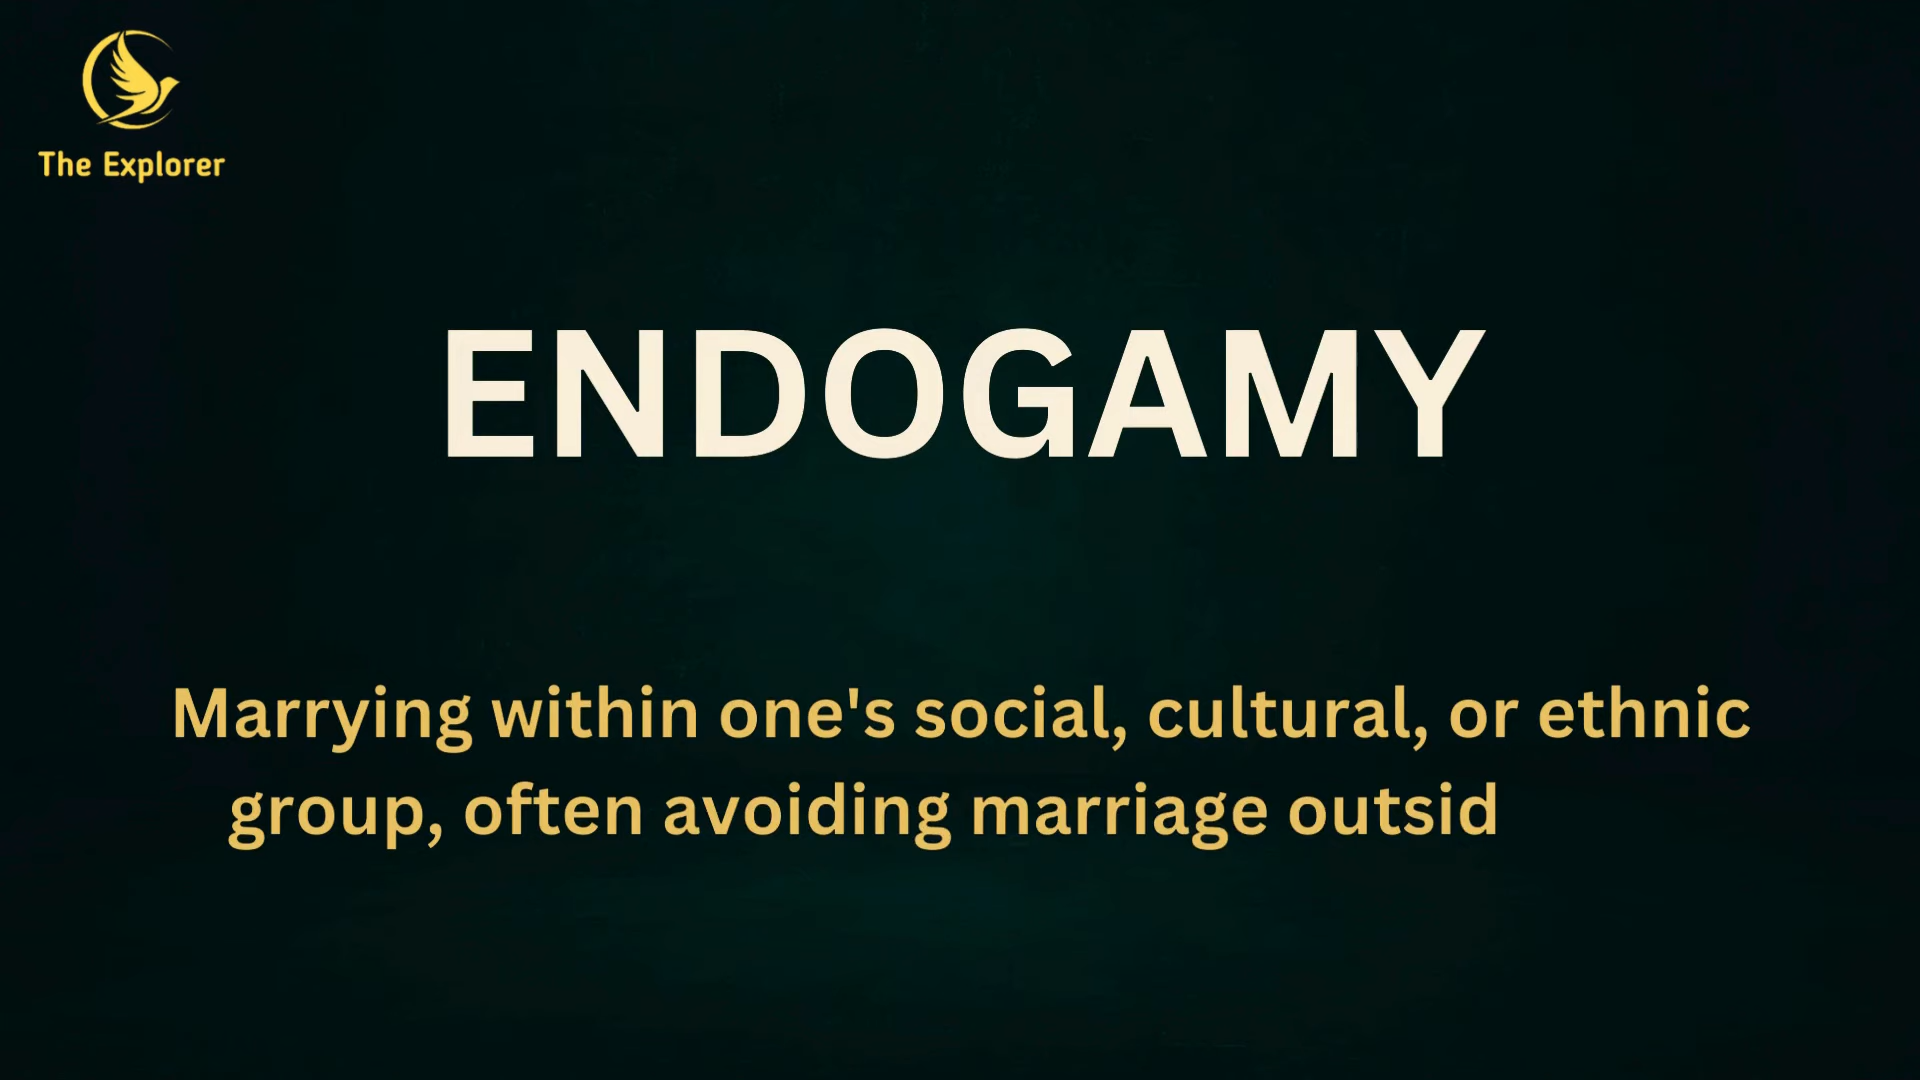 The Explorer
ENDOGAMY
Marrying within one's social, cultural, or ethnic
group, often avoiding marriage outsid